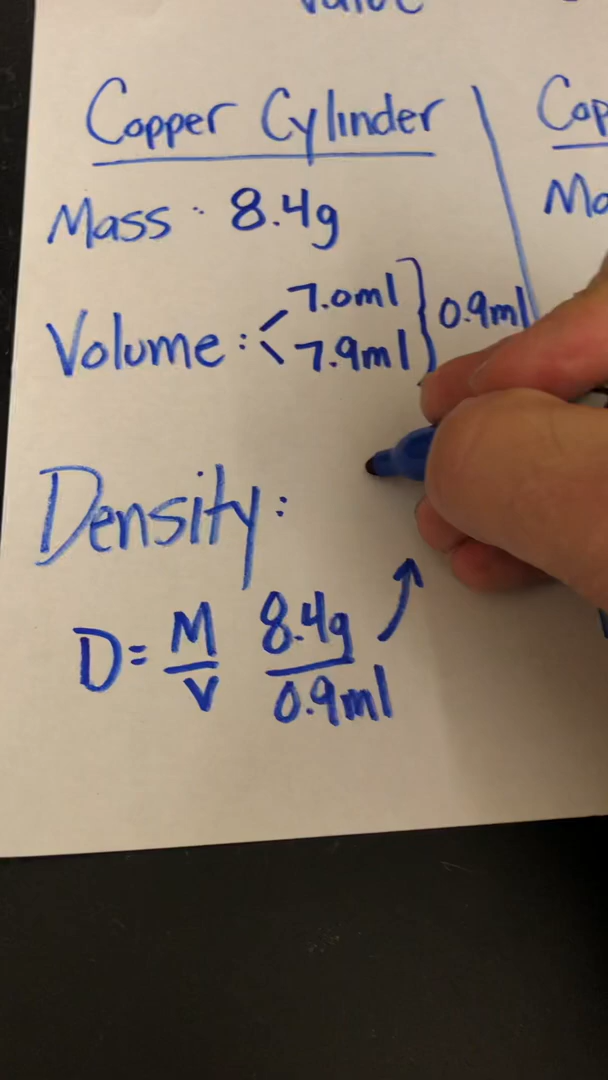 Copper Cylinder
Mass: 8.4g
Volume: 7.0ml
7.9ml
0.9ml
Density:
D = M 8.4g
V 0.9ml